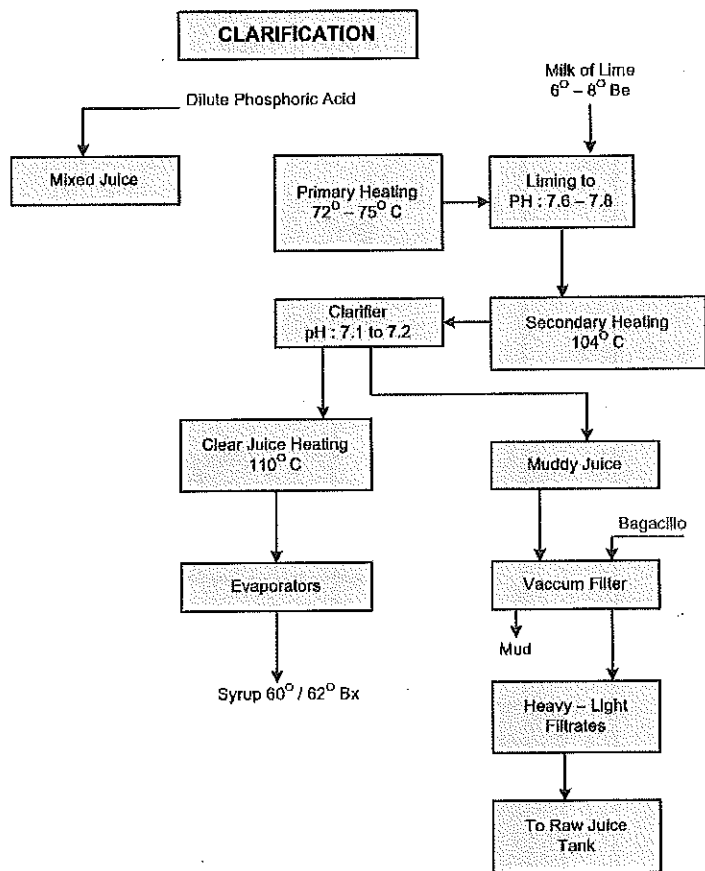 CLARIFICATION
Dilute Phosphoric Acid
Mixed Juice
Milk of Lime
6° – 8° Be
Primary Heating
72° – 75° C
Liming to
PH : 7.6 – 7.8
Clarifier
pH : 7.1 to 7.2
Secondary Heating
104° C
Clear Juice Heating
110° C
Muddy Juice
Bagacillo
Evaporators
Vaccum Filter
Mud
Syrup 60° / 62° Bx
Heavy – Light
Filtrates
To Raw Juice
Tank